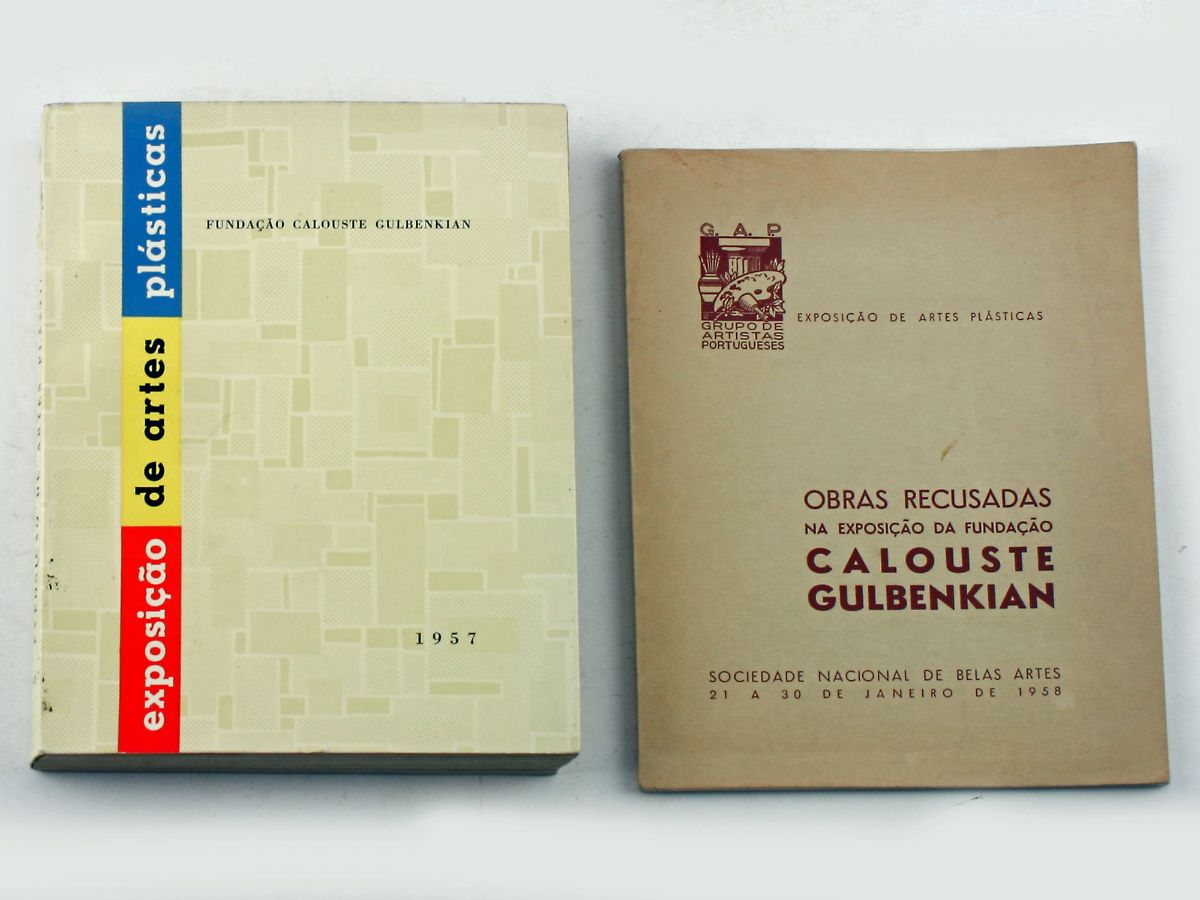 exposição de artes plásticas
FUNDAÇÃO CALOUSTE GULBENKIAN
1957
G. A. P.
GRUPO DE
ARTISTAS
PORTUGUESES
EXPOSIÇÃO DE ARTES PLÁSTICAS
OBRAS RECUSADAS
NA EXPOSIÇÃO DA FUNDAÇÃO
CALOUSTE
GULBENKIAN
SOCIEDADE NACIONAL DE BELAS ARTES
21 A 30 DE JANEIRO DE 1958